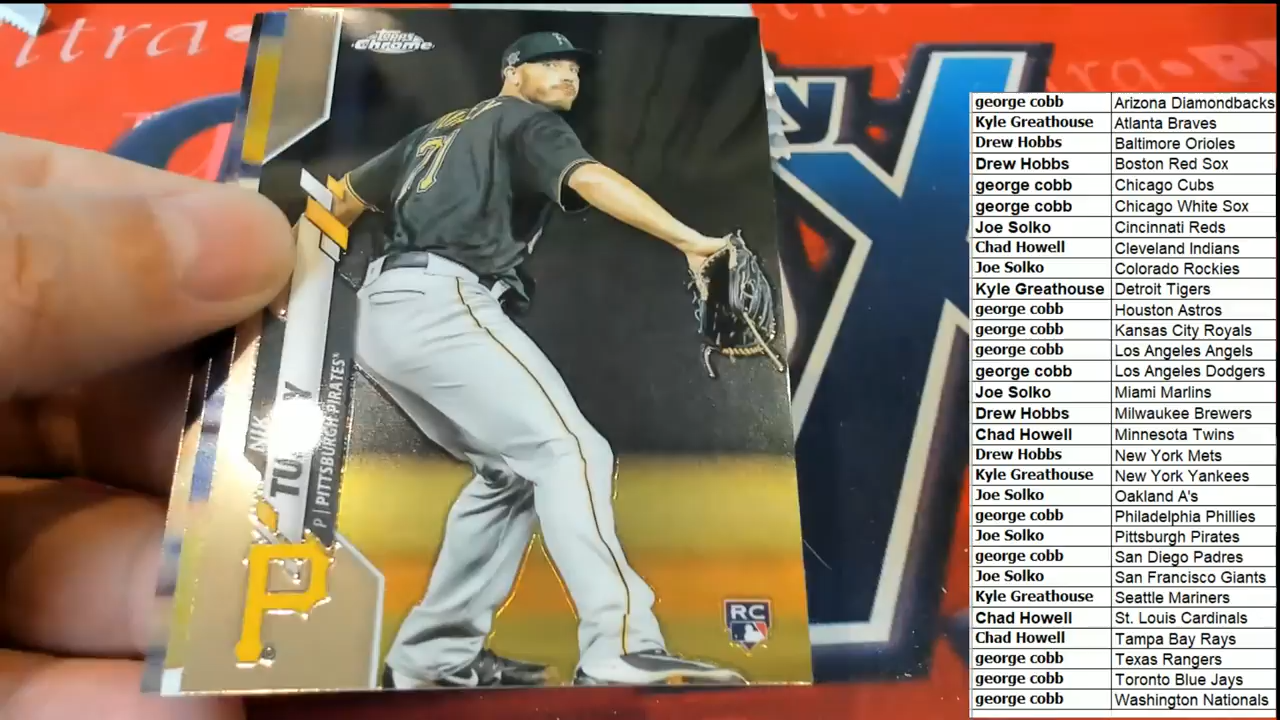 Topps
Chrome
71
NIK
P | PITTSBURGH PIRATES*
P
RC
george cobb Arizona Diamondbacks
Kyle Greathouse Atlanta Braves
Drew Hobbs Baltimore Orioles
Drew Hobbs Boston Red Sox
george cobb Chicago Cubs
george cobb Chicago White Sox
Joe Solko Cincinnati Reds
Chad Howell Cleveland Indians
Joe Solko Colorado Rockies
Kyle Greathouse Detroit Tigers
george cobb Houston Astros
george cobb Kansas City Royals
george cobb Los Angeles Angels
george cobb Los Angeles Dodgers
Joe Solko Miami Marlins
Drew Hobbs Milwaukee Brewers
Chad Howell Minnesota Twins
Drew Hobbs New York Mets
Kyle Greathouse New York Yankees
Joe Solko Oakland A's
george cobb Philadelphia Phillies
Joe Solko Pittsburgh Pirates
george cobb San Diego Padres
Joe Solko San Francisco Giants
Kyle Greathouse Seattle Mariners
Chad Howell St. Louis Cardinals
Chad Howell Tampa Bay Rays
george cobb Texas Rangers
george cobb Toronto Blue Jays
george cobb Washington Nationals